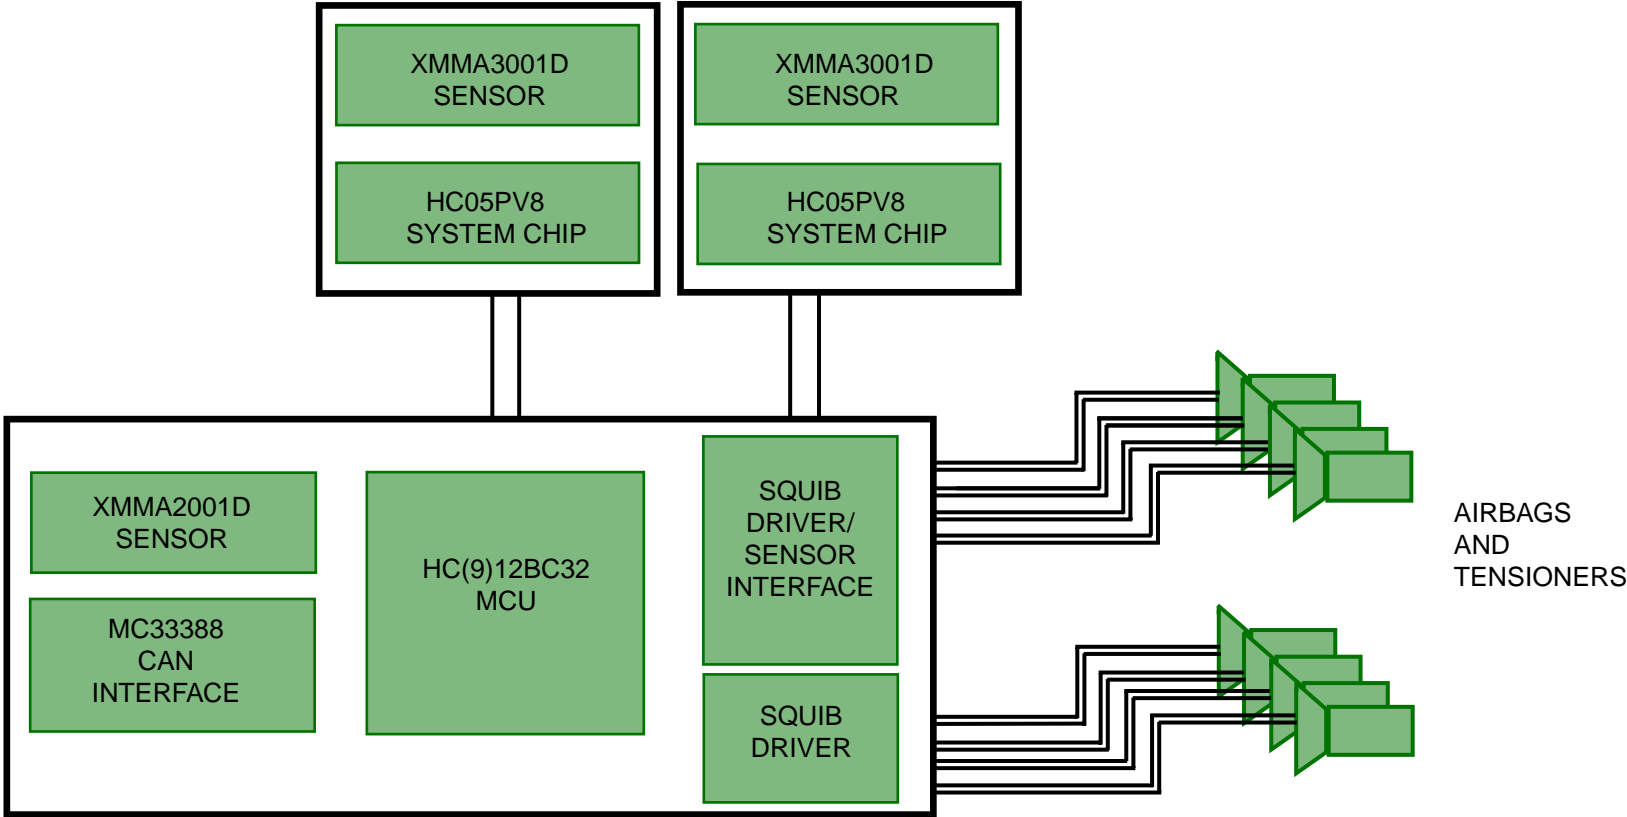 XMMA3001D
SENSOR
HC05PV8
SYSTEM CHIP
XMMA3001D
SENSOR
HC05PV8
SYSTEM CHIP
XMMA2001D
SENSOR
MC33388
CAN
INTERFACE
HC(9)12BC32
MCU
SQUIB
DRIVER/
SENSOR
INTERFACE
SQUIB
DRIVER
AIRBAGS
AND
TENSIONERS